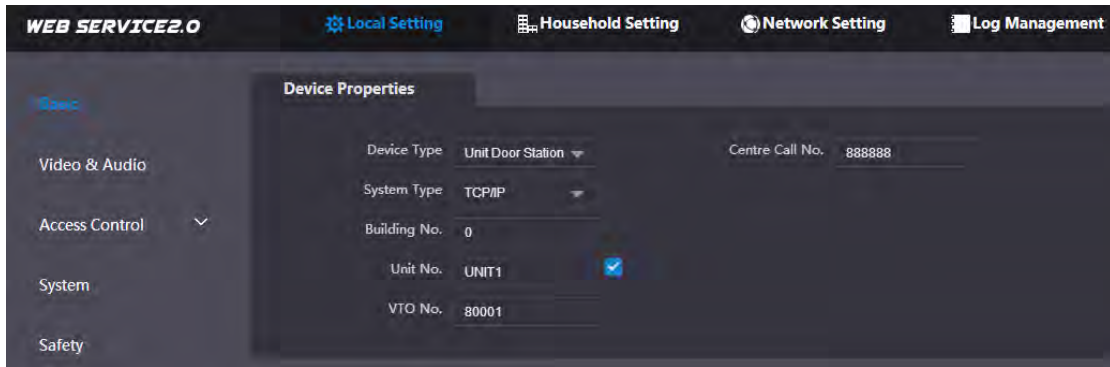 WEB SERVICE2.0 Local Setting Household Setting Network Setting Log Management
Basic
Device Properties
Video & Audio
Device Type Unit Door Station Centre Call No. 888888
System Type TCP/IP
Access Control
Building No. 0
Unit No. UNIT1
System
VTO No. 80001
Safety